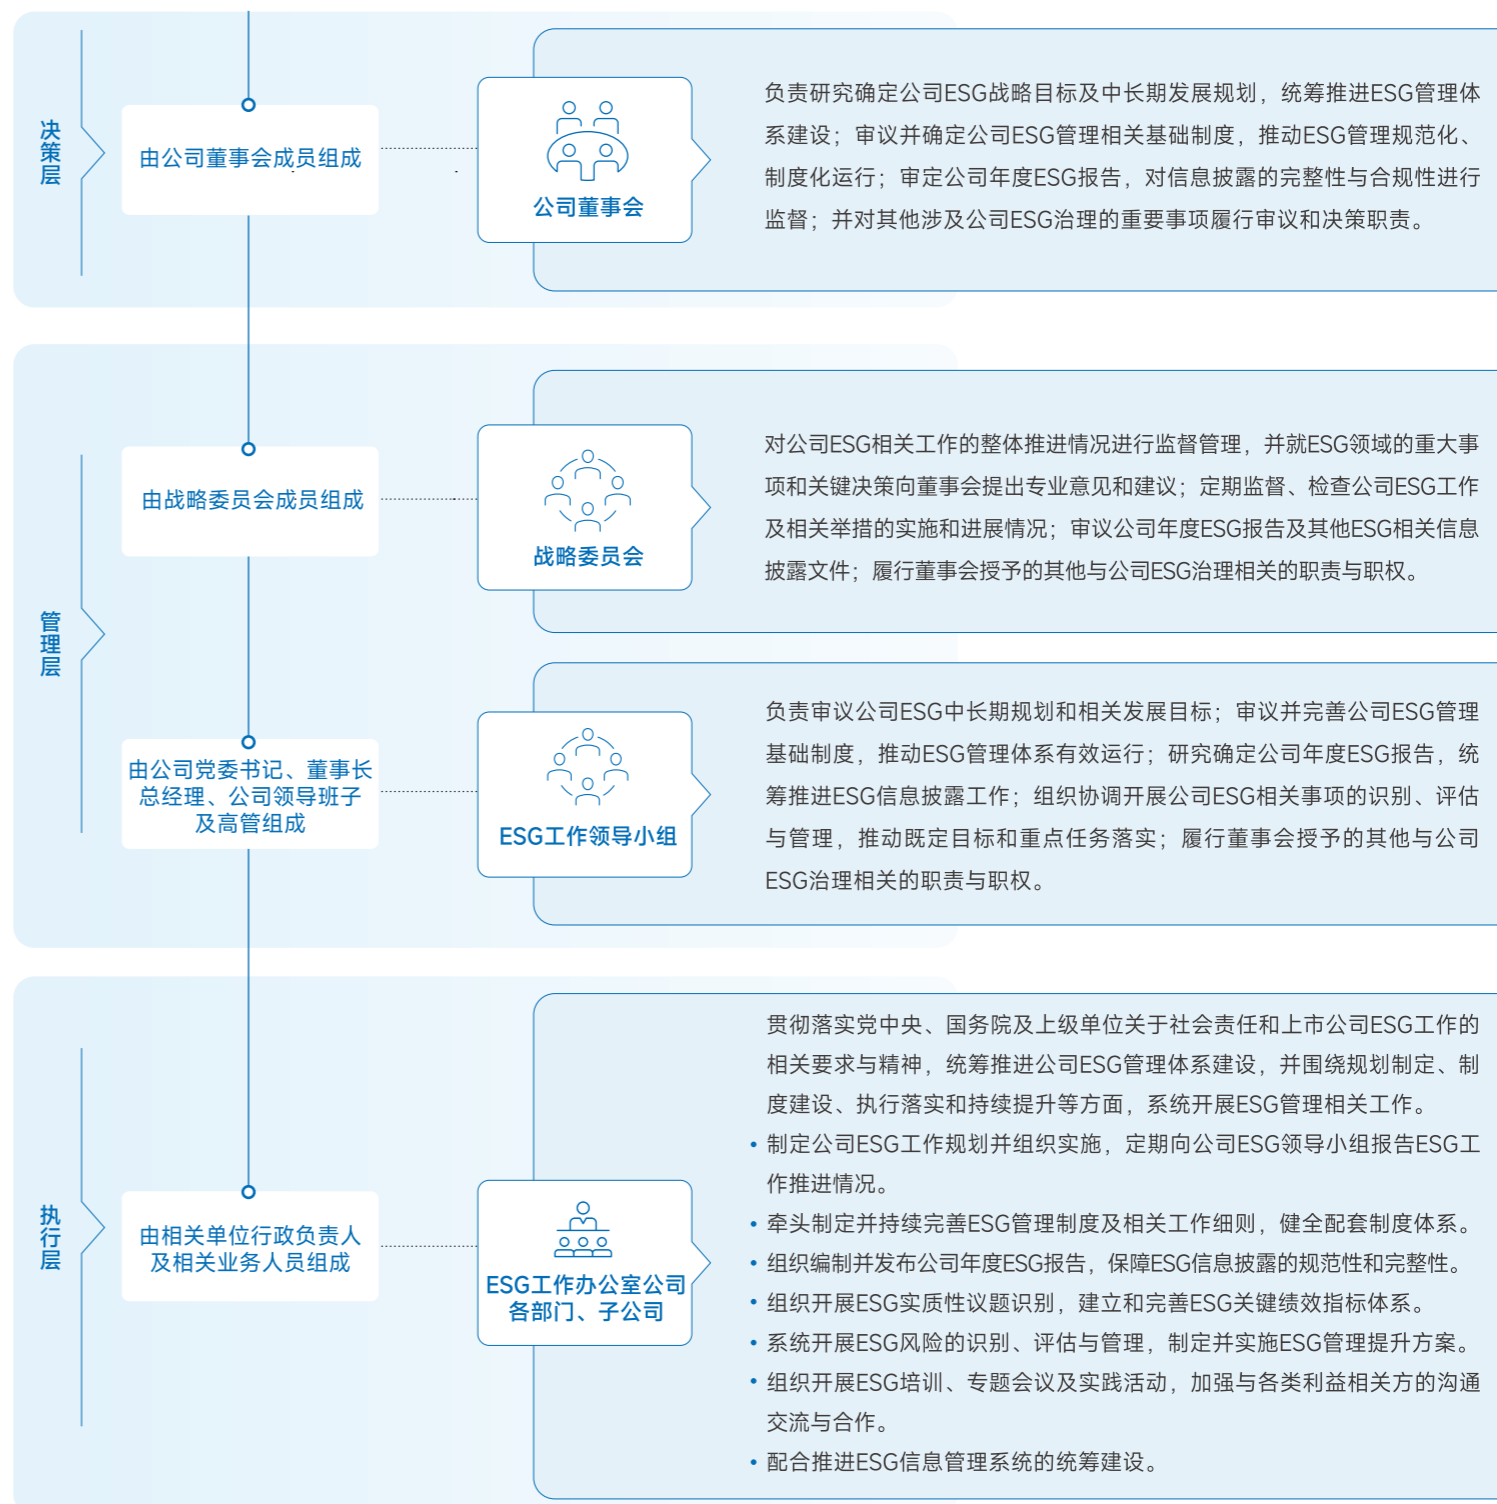 决策层
由公司董事会成员组成
公司董事会
负责研究确定公司ESG战略目标及中长期发展规划，统筹推进ESG管理体
系建设；审议并确定公司ESG管理相关基础制度，推动ESG管理规范化、
制度化运行；审定公司年度ESG报告，对信息披露的完整性与合规性进行
监督；并对其他涉及公司ESG治理的重要事项履行审议和决策职责。
管理层
由战略委员会成员组成
战略委员会
对公司ESG相关工作的整体推进情况进行监督管理，并就ESG领域的重大事
项和关键决策向董事会提出专业意见和建议；定期监督、检查公司ESG工作
及相关举措的实施和进展情况；审议公司年度ESG报告及其他ESG相关信息
披露文件；履行董事会授予的其他与公司ESG治理相关的职责与职权。
由公司党委书记、董事长
总经理、公司领导班子
及高管组成
ESG工作领导小组
负责审议公司ESG中长期规划和相关发展目标；审议并完善公司ESG管理
基础制度，推动ESG管理体系有效运行；研究确定公司年度ESG报告，统
筹推进ESG信息披露工作；组织协调开展公司ESG相关事项的识别、评估
与管理，推动既定目标和重点任务落实；履行董事会授予的其他与公司
ESG治理相关的职责与职权。
执行层
由相关单位行政负责人
及相关业务人员组成
ESG工作办公室公司
各部门、子公司
贯彻落实党中央、国务院及上级单位关于社会责任和上市公司ESG工作的
相关要求与精神，统筹推进公司ESG管理体系建设，并围绕规划制定、制
度建设、执行落实和持续提升等方面，系统开展ESG管理相关工作。
• 制定公司ESG工作规划并组织实施，定期向公司ESG领导小组报告ESG工
作推进情况。
• 牵头制定并持续完善ESG管理制度及相关工作细则，健全配套制度体系。
• 组织编制并发布公司年度ESG报告，保障ESG信息披露的规范性和完整性。
• 组织开展ESG实质性议题识别，建立和完善ESG关键绩效指标体系。
• 系统开展ESG风险的识别、评估与管理，制定并实施ESG管理提升方案。
• 组织开展ESG培训、专题会议及实践活动，加强与各类利益相关方的沟通
交流与合作。
• 配合推进ESG信息管理系统的统筹建设。